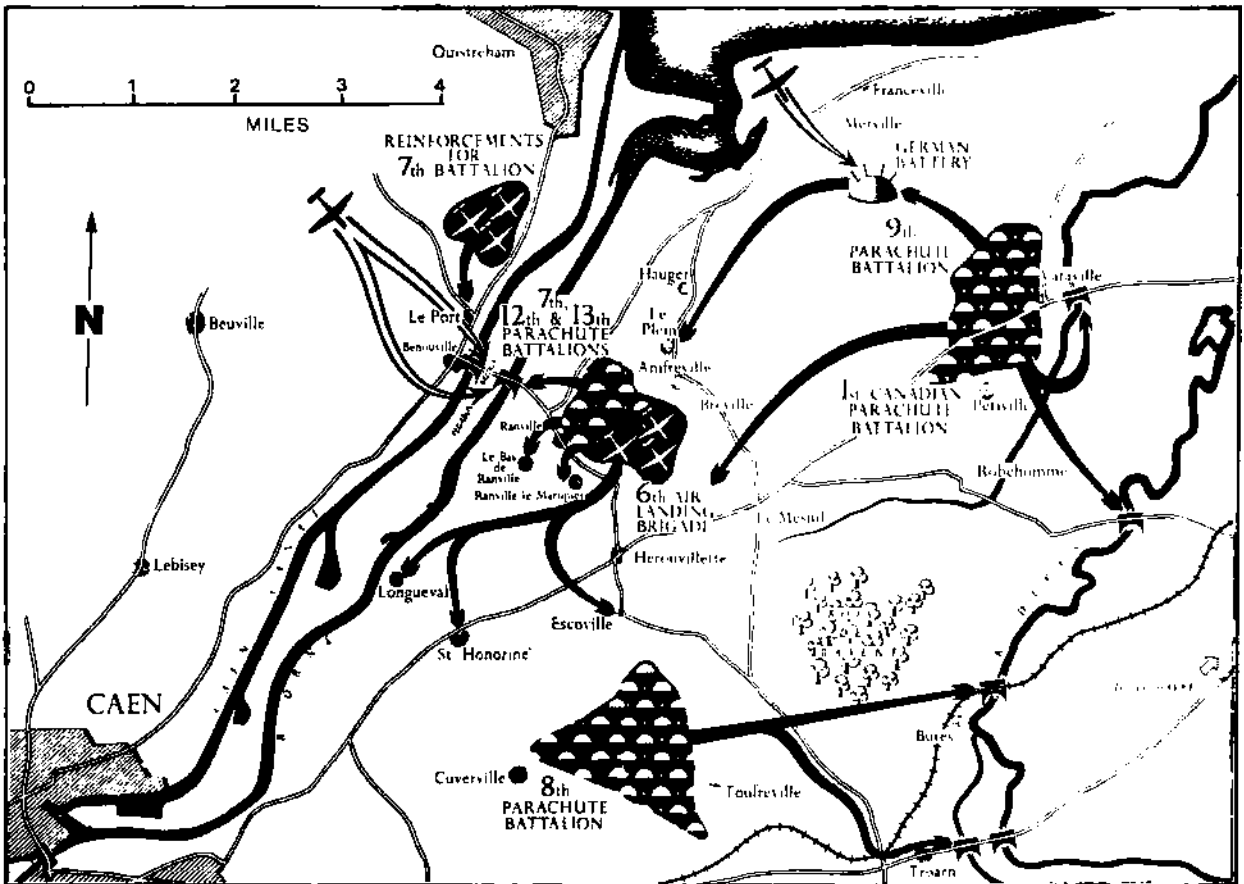 Ouistreham
0 1 2 3 4
MILES
Franceville
Merville
GERMAN
BATTERY
REINFORCEMENTS
FOR
7th BATTALION
9th
PARACHUTE
BATTALION
Varaville
Hauger
N
Beuville
Le Port
Benouville
7th,
12th & 13th
PARACHUTE
BATTALIONS
Le
Plein
Amfreville
Breville
1st CANADIAN
PARACHUTE
BATTALION
Petiville
Ranville
Le Bas
de
Ranville
Ranville le Mariquet
6th AIR
LANDING
BRIGADE
Robehomme
Le Mesnil
Herouvillette
Lebisey
Longueval
Escoville
St Honorine
CAEN
Bures
Cuverville
8th
PARACHUTE
BATTALION
Toufreville
Troarn